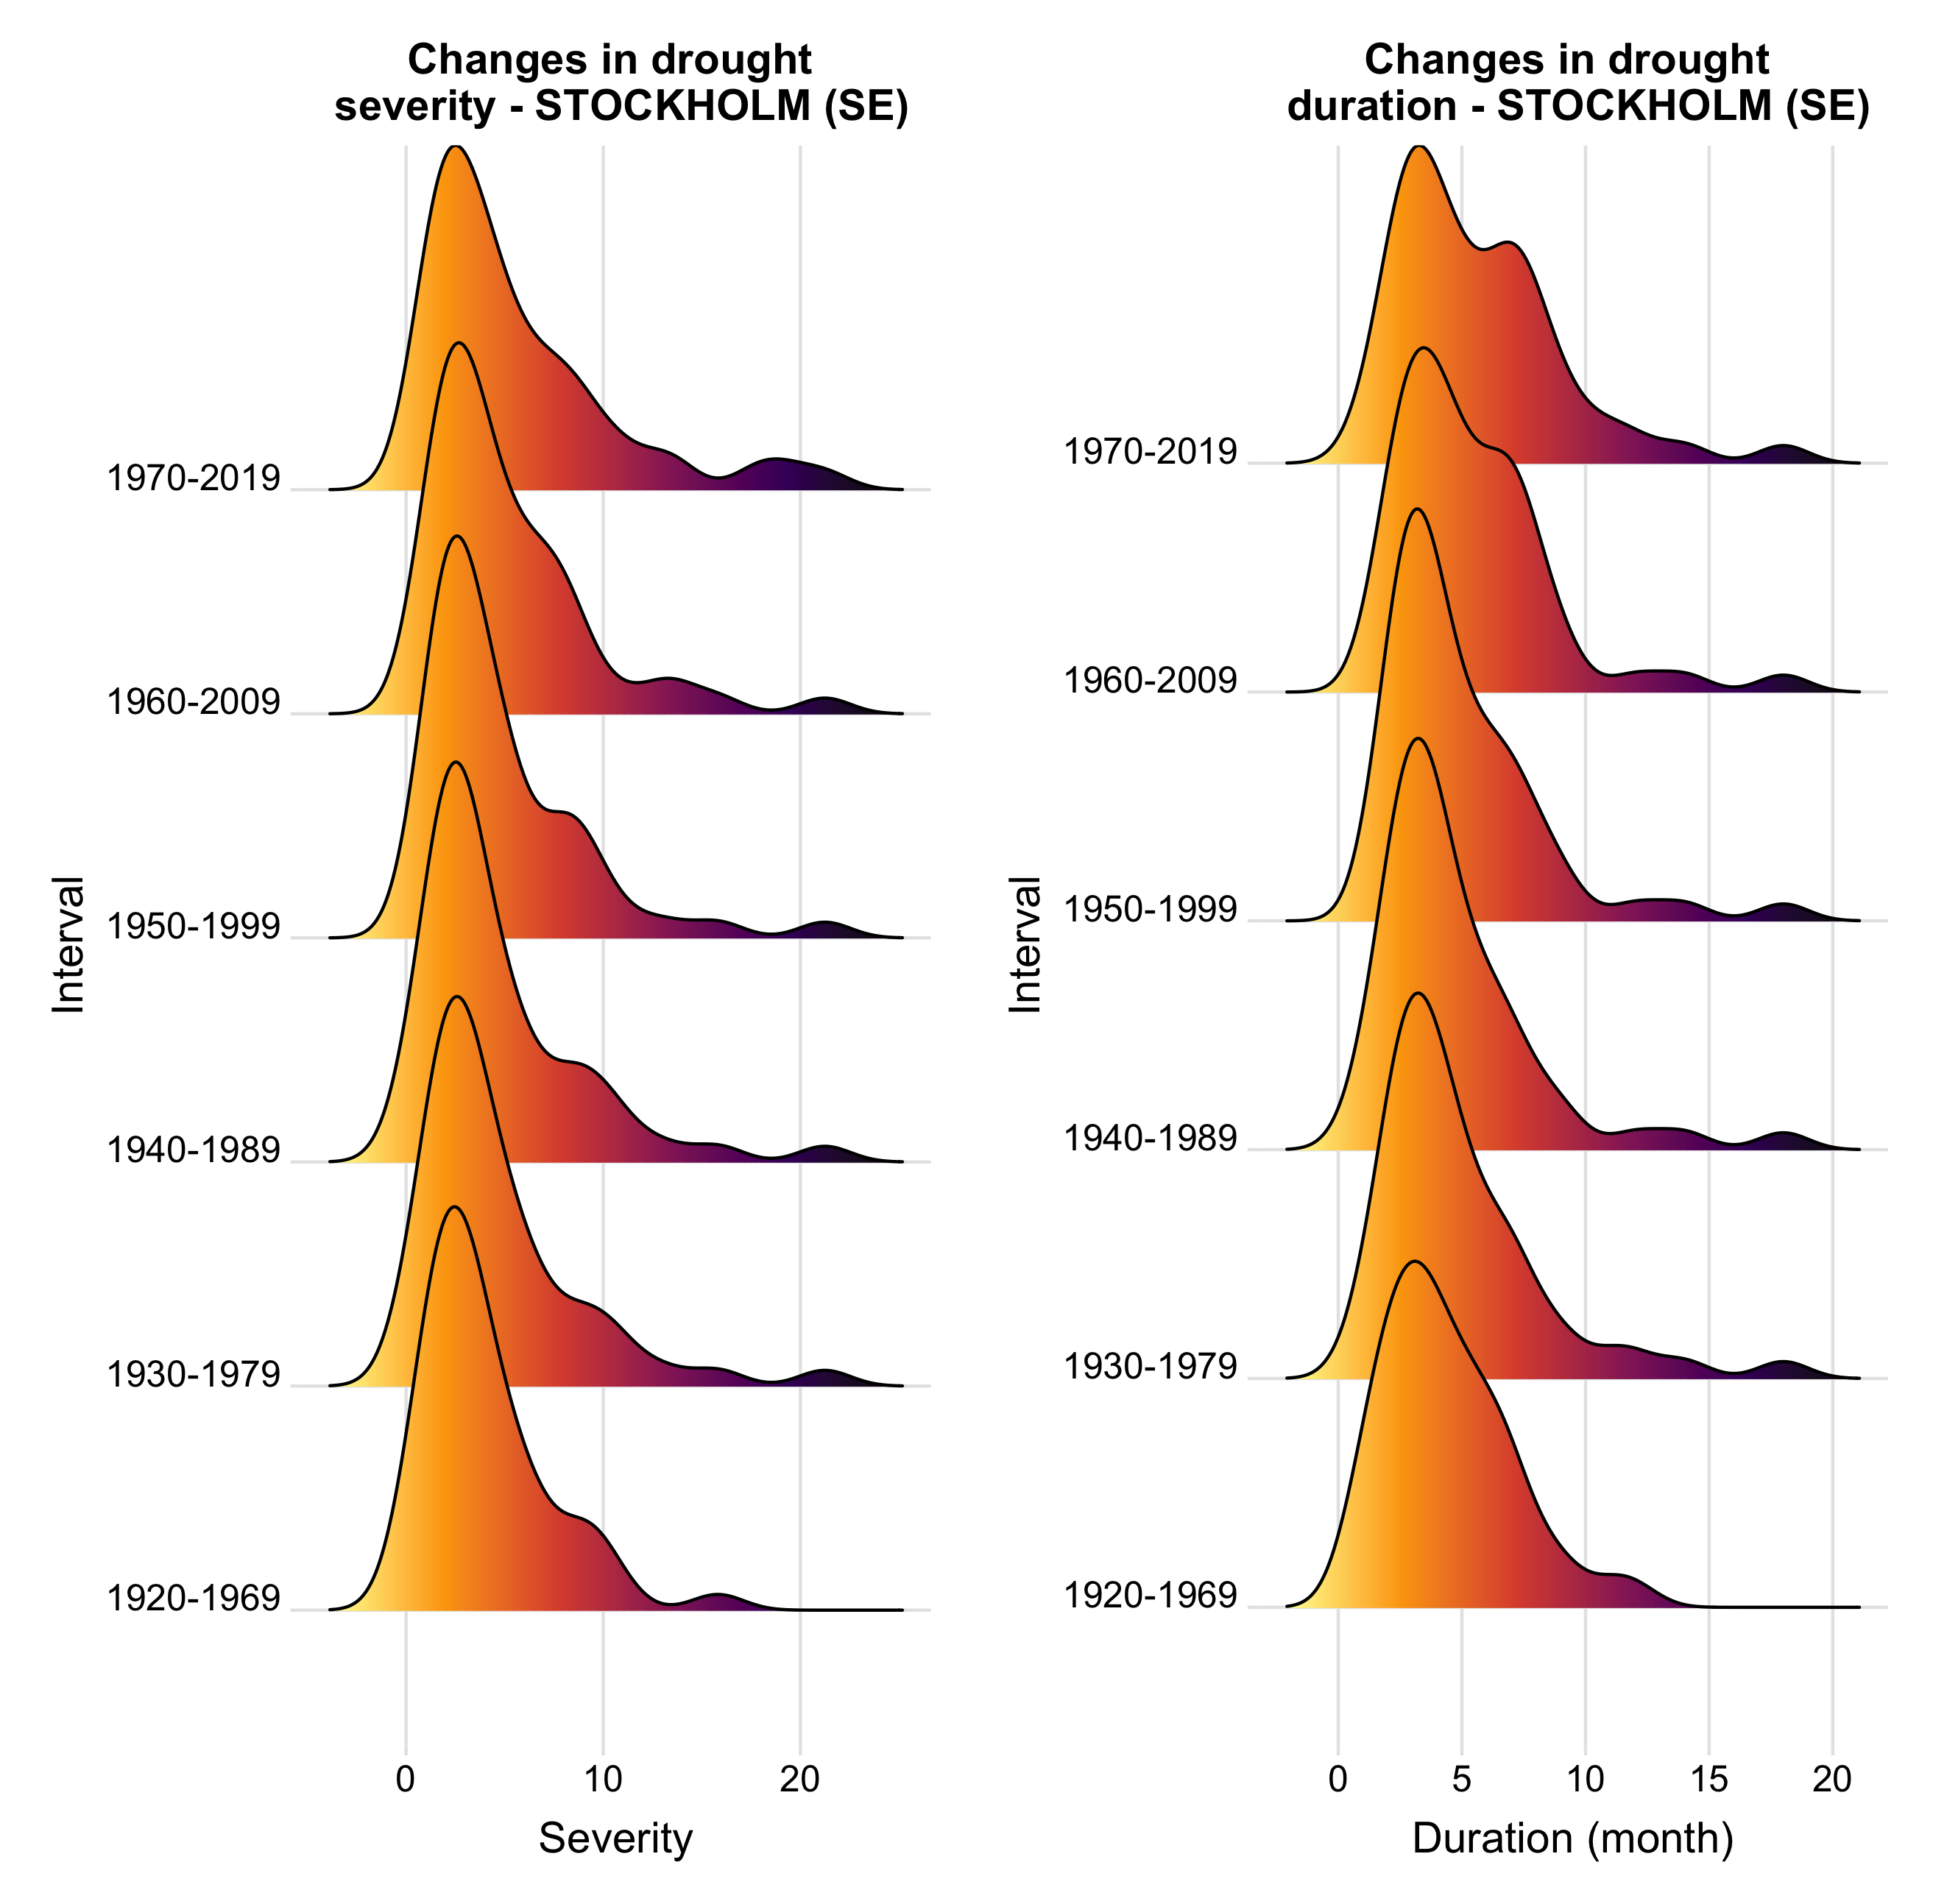 Changes in drought
severity - STOCKHOLM (SE)
1970-2019
1960-2009
1950-1999
1940-1989
1930-1979
1920-1969
Interval
0 10 20
Severity
Changes in drought
duration - STOCKHOLM (SE)
1970-2019
1960-2009
1950-1999
1940-1989
1930-1979
1920-1969
Interval
0 5 10 15 20
Duration (month)